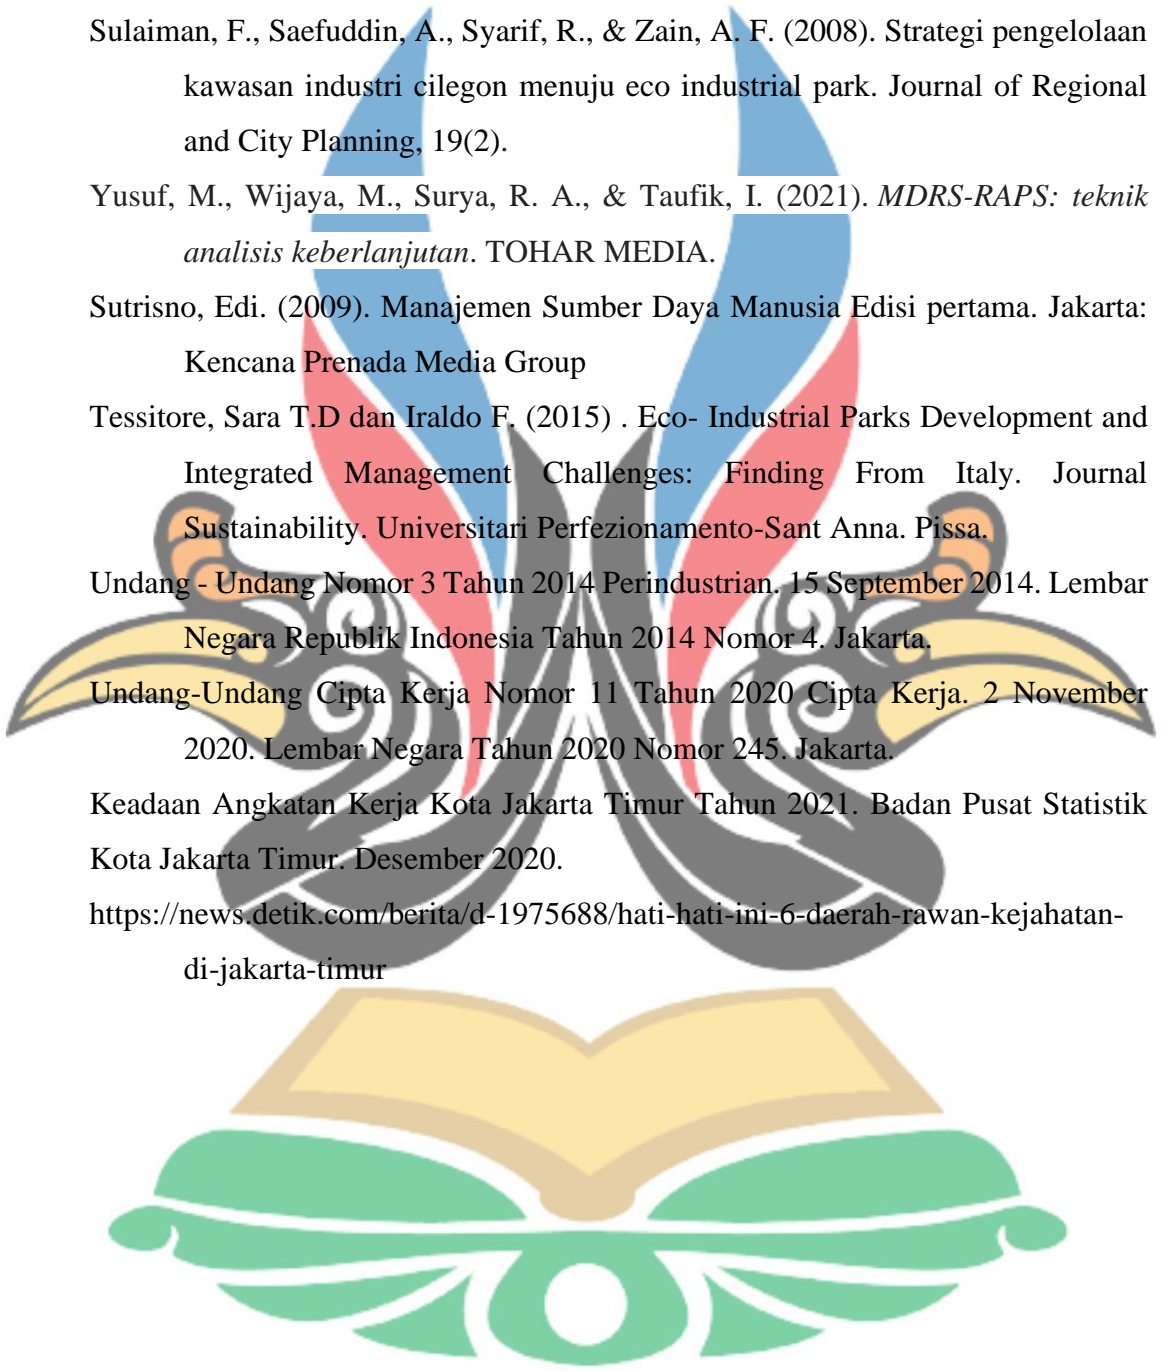 Sulaiman, F., Saefuddin, A., Syarif, R., & Zain, A. F. (2008). Strategi pengelolaan
kawasan industri cilegon menuju eco industrial park. Journal of Regional
and City Planning, 19(2).
Yusuf, M., Wijaya, M., Surya, R. A., & Taufik, I. (2021). MDRS-RAPS: teknik
analisis keberlanjutan. TOHAR MEDIA.
Sutrisno, Edi. (2009). Manajemen Sumber Daya Manusia Edisi pertama. Jakarta:
Kencana Prenada Media Group
Tessitore, Sara T.D dan Iraldo F. (2015) . Eco- Industrial Parks Development and
Integrated Management Challenges: Finding From Italy. Journal
Sustainability. Universitari Perfezionamento-Sant Anna. Pissa.
Undang - Undang Nomor 3 Tahun 2014 Perindustrian. 15 September 2014. Lembar
Negara Republik Indonesia Tahun 2014 Nomor 4. Jakarta.
Undang-Undang Cipta Kerja Nomor 11 Tahun 2020 Cipta Kerja. 2 November
2020. Lembar Negara Tahun 2020 Nomor 245. Jakarta.
Keadaan Angkatan Kerja Kota Jakarta Timur Tahun 2021. Badan Pusat Statistik
Kota Jakarta Timur. Desember 2020.
https://news.detik.com/berita/d-1975688/hati-hati-ini-6-daerah-rawan-kejahatan-
di-jakarta-timur